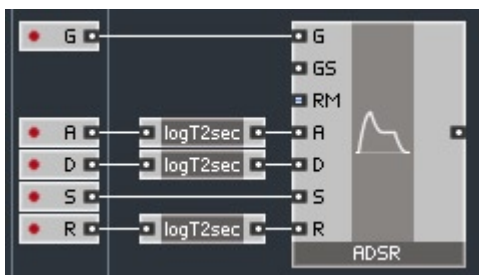 G G
GS
RM
A logT2sec A
D logT2sec D
S S
R logT2sec R
ADSR